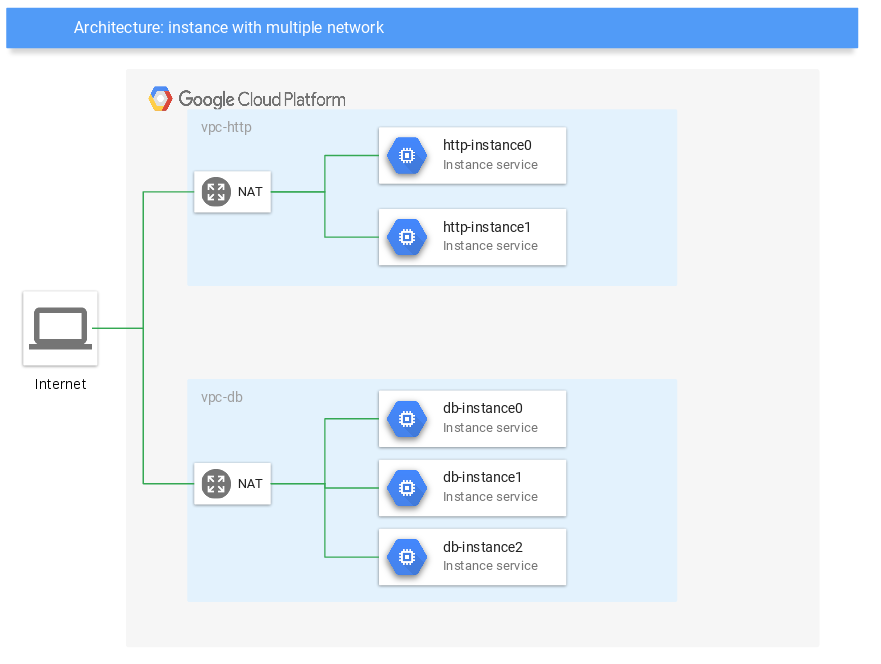 Architecture: instance with multiple network
Google Cloud Platform
vpc-http
http-instance0
Instance service
NAT
http-instance1
Instance service
Internet
vpc-db
db-instance0
Instance service
NAT
db-instance1
Instance service
db-instance2
Instance service